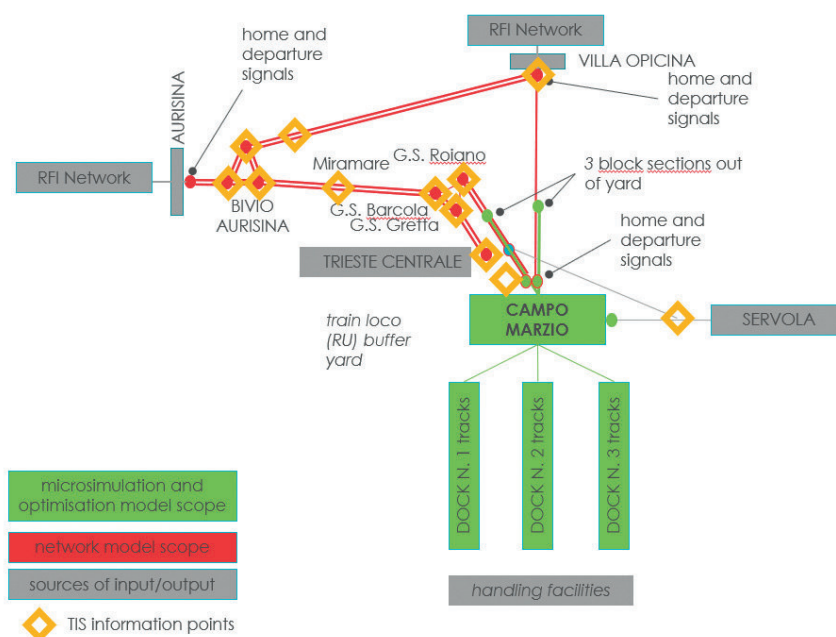 RFI Network
VILLA OPICINA
home and
departure
signals
home and
departure
signals
AURISINA
RFI Network
BIVIO
AURISINA
Miramare
G.S. Roiano
G.S. Barcola
G.S. Gretta
3 block sections out
of yard
home and
departure
signals
TRIESTE CENTRALE
train loco
(RU) buffer
yard
CAMPO
MARZIO
SERVOLA
DOCK N. 1 tracks
DOCK N. 2 tracks
DOCK N. 3 tracks
handling facilities
microsimulation and
optimisation model scope
network model scope
sources of input/output
TIS information points